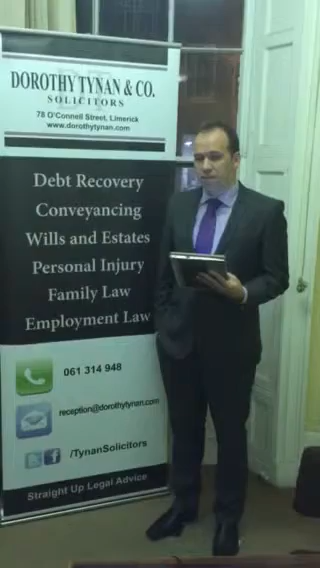 DOROTHY TYNAN & CO.
SOLICITORS
78 O'Connell Street, Limerick
www.dorothytynan.com
Debt Recovery
Conveyancing
Wills and Estates
Personal Injury
Family Law
Employment Law
061 314 948
reception@dorothytynan.com
/TynanSolicitors
Straight Up Legal Advice